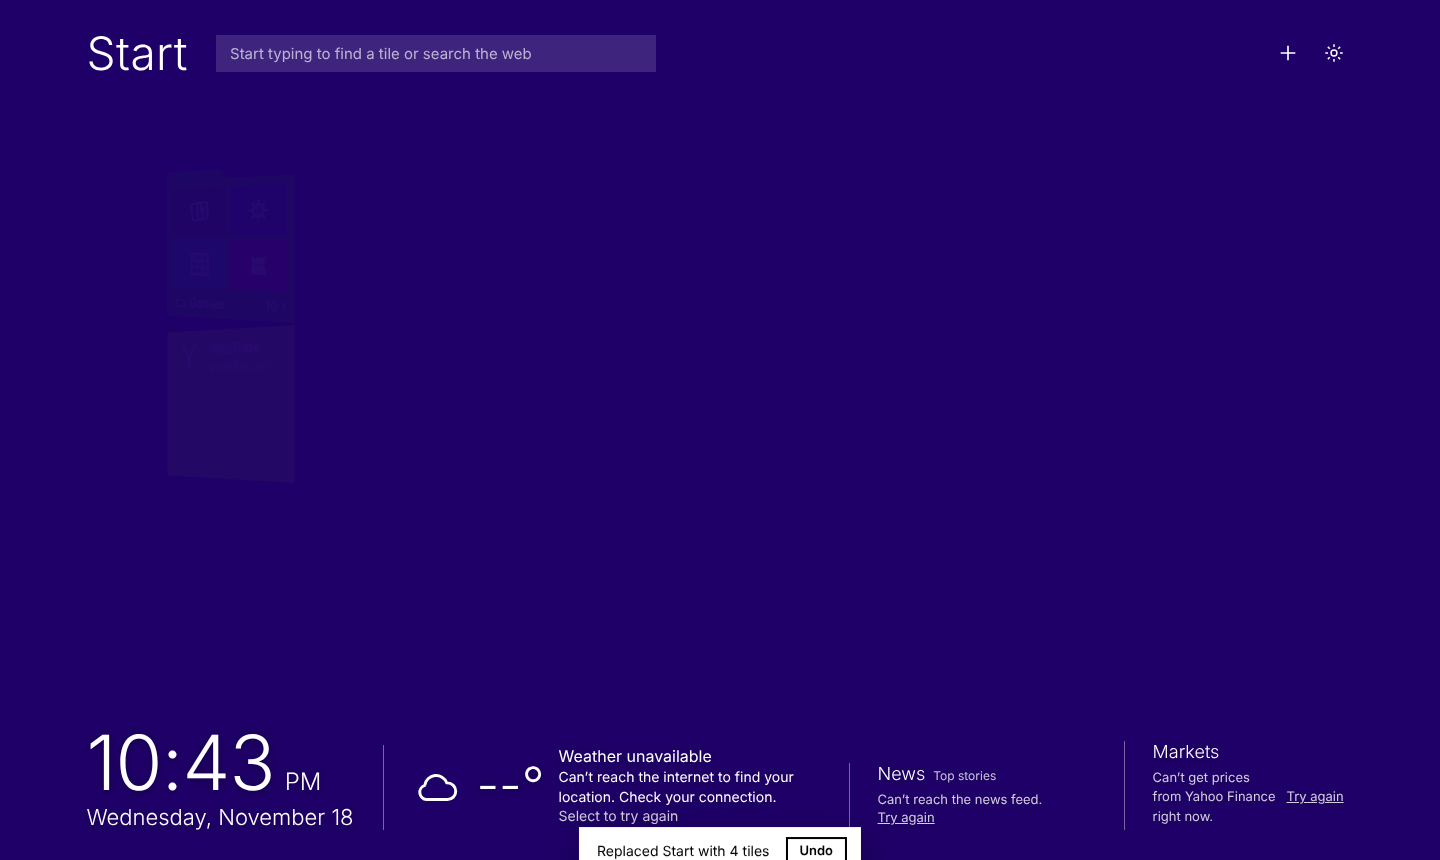 Start
Start typing to find a tile or search the web
10:43 PM
Wednesday, November 18
Weather unavailable
Can’t reach the internet to find your
location. Check your connection.
Select to try again
News Top stories
Can’t reach the news feed.
Try again
Markets
Can’t get prices
from Yahoo Finance Try again
right now.
Replaced Start with 4 tiles Undo